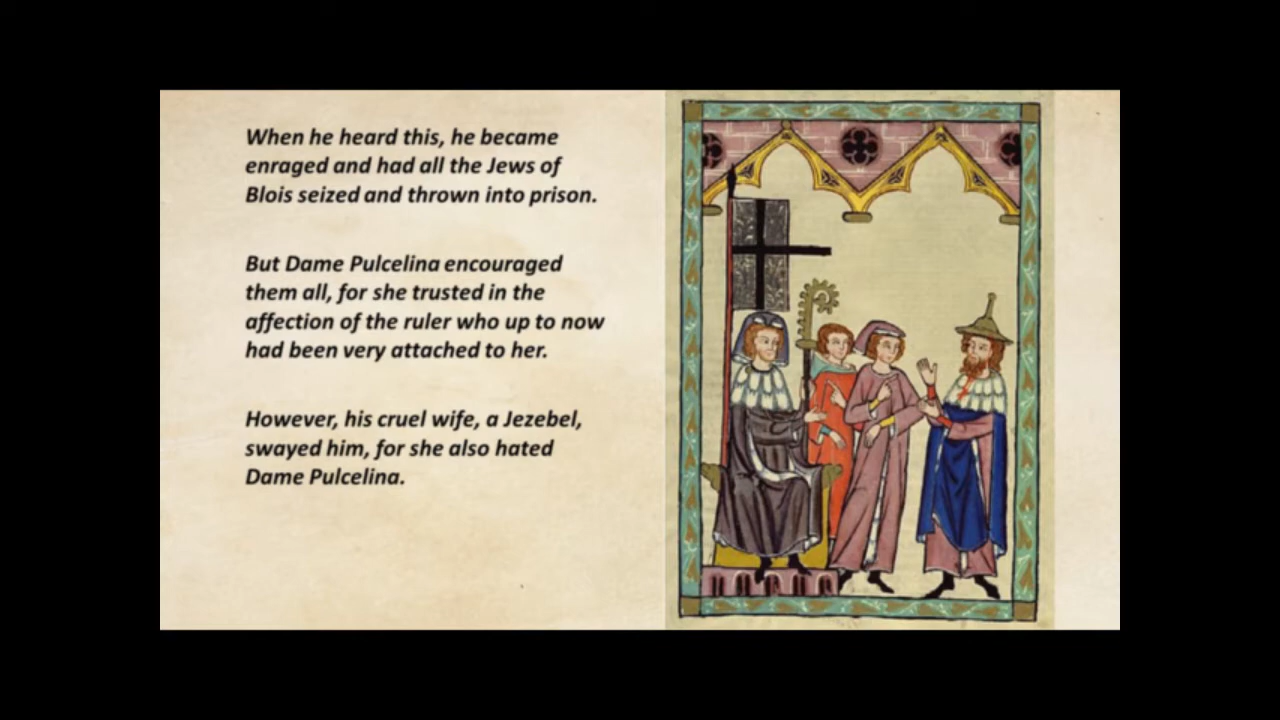 When he heard this, he became
enraged and had all the Jews of
Blois seized and thrown into prison.
But Dame Pulcelina encouraged
them all, for she trusted in the
affection of the ruler who up to now
had been very attached to her.
However, his cruel wife, a Jezebel,
swayed him, for she also hated
Dame Pulcelina.